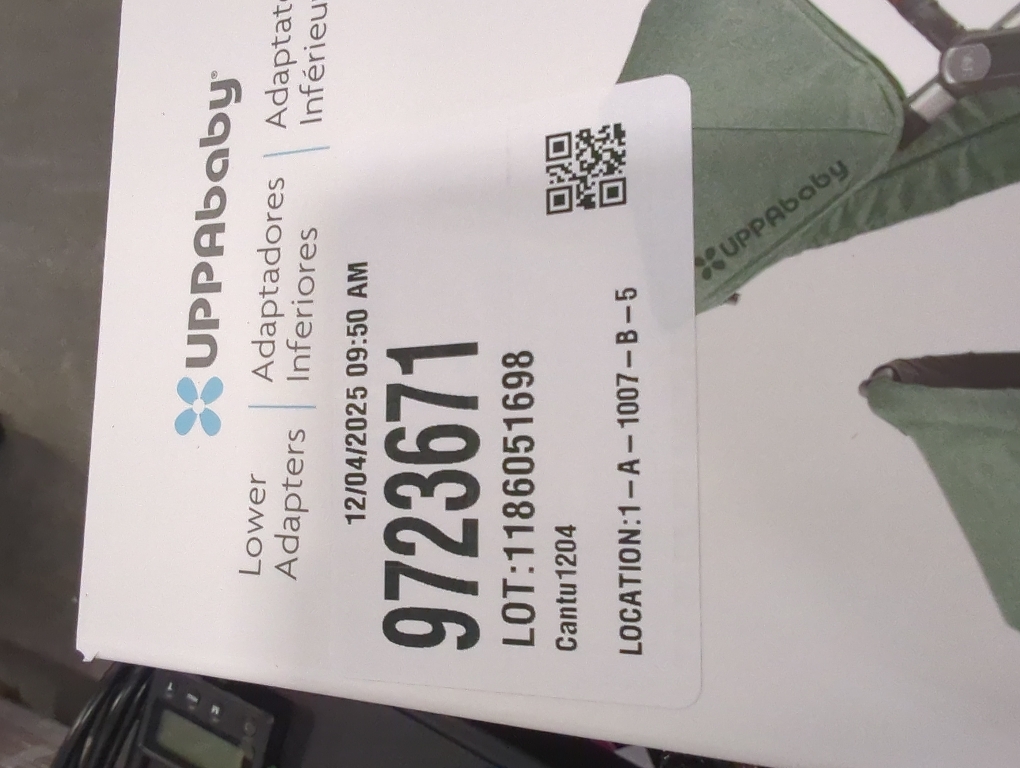 UPPAbaby®
Lower Adaptadores
Adapters Inferiores
12/04/2025 09:50 AM
9723671
LOT:1186051698
Cantu1204
LOCATION:1-A-1007-B-5
UPPAbaby